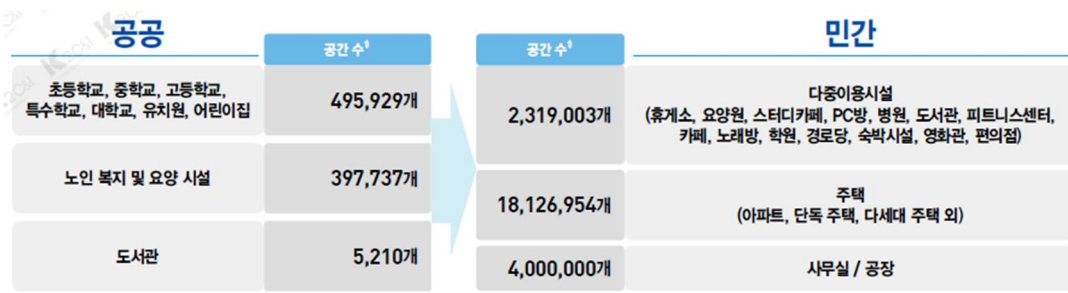 공공
공간 수⁹
초등학교, 중학교, 고등학교,
특수학교, 대학교, 유치원, 어린이집
495,929개
노인 복지 및 요양 시설
397,737개
도서관
5,210개
공간 수⁹
민간
2,319,003개
다중이용시설
(휴게소, 요양원, 스터디카페, PC방, 병원, 도서관, 피트니스센터,
카페, 노래방, 학원, 경로당, 숙박시설, 영화관, 편의점)
18,126,954개
주택
(아파트, 단독 주택, 다세대 주택 외)
4,000,000개
사무실 / 공장